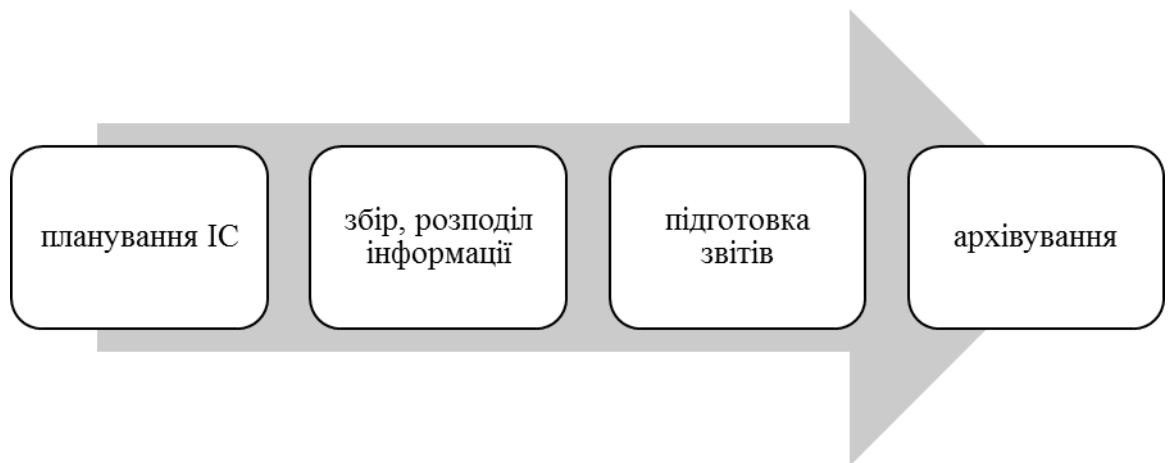 планування ІС
збір, розподіл
інформації
підготовка
звітів
архівування